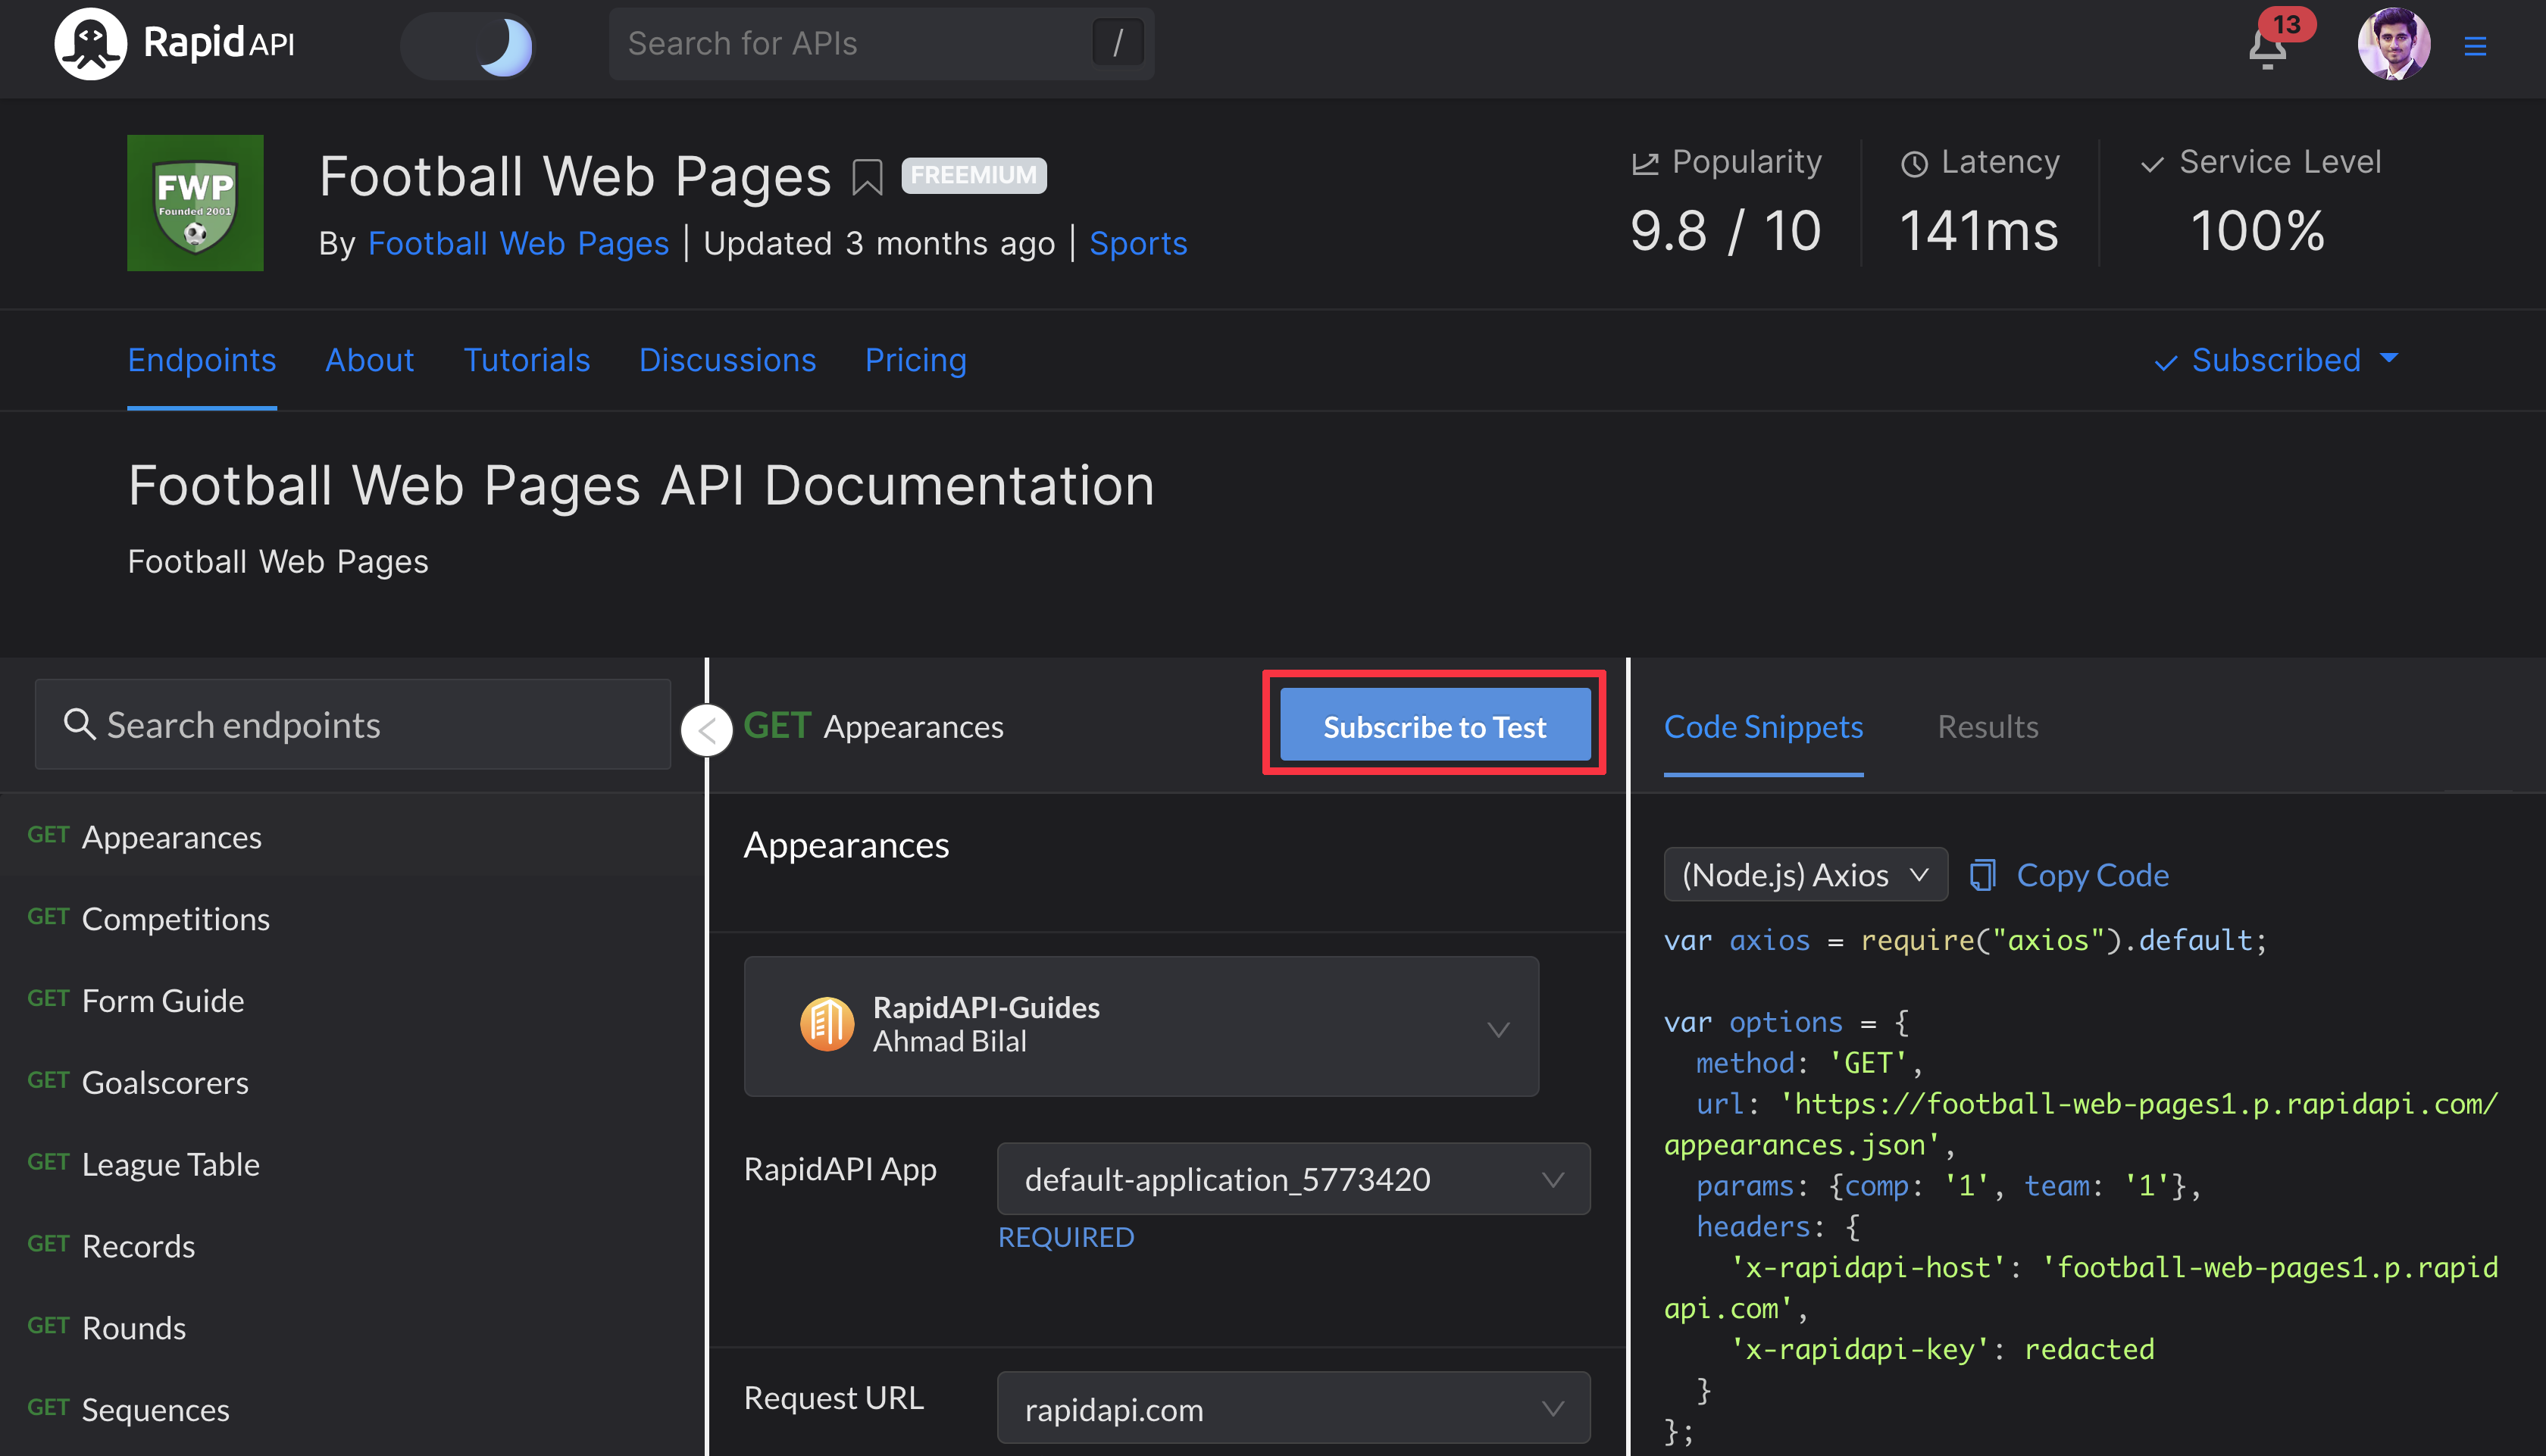 RapidAPI
Search for APIs
/
13
FWP
Founded 2001
Football Web Pages
FREEMIUM
By Football Web Pages | Updated 3 months ago | Sports
Popularity
9.8 / 10
Latency
141ms
Service Level
100%
Endpoints
About
Tutorials
Discussions
Pricing
Subscribed
Football Web Pages API Documentation
Football Web Pages
Search endpoints
GET Appearances
GET Competitions
GET Form Guide
GET Goalscorers
GET League Table
GET Records
GET Rounds
GET Sequences
GET Appearances
Subscribe to Test
Appearances
RapidAPI-Guides
Ahmad Bilal
RapidAPI App
default-application_5773420
REQUIRED
Request URL
rapidapi.com
Code Snippets
Results
(Node.js) Axios
Copy Code
var axios = require("axios").default;
var options = {
method: 'GET',
url: 'https://football-web-pages1.p.rapidapi.com/
appearances.json',
params: {comp: '1', team: '1'},
headers: {
'x-rapidapi-host': 'football-web-pages1.p.rapid
api.com',
'x-rapidapi-key': redacted
}
};